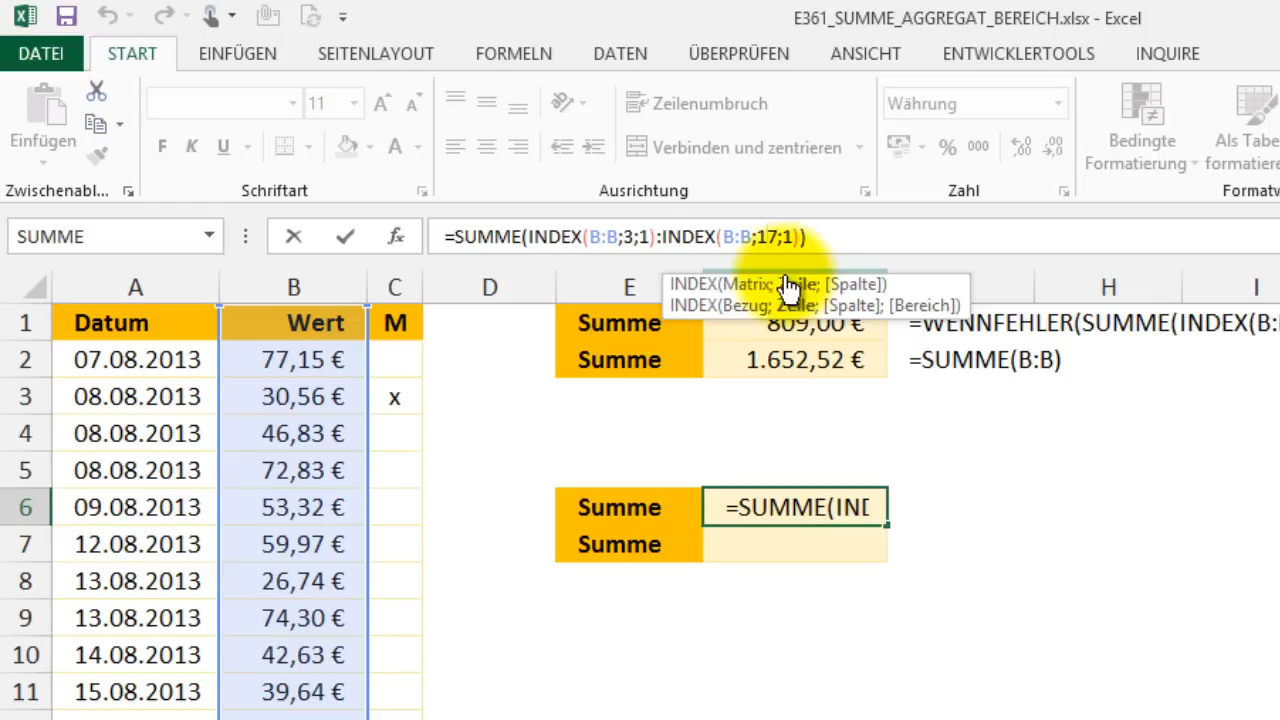 E361_SUMME_AGGREGAT_BEREICH.xlsx - Excel
DATEI START EINFÜGEN SEITENLAYOUT FORMELN DATEN ÜBERPRÜFEN ANSICHT ENTWICKLERTOOLS INQUIRE
Einfügen
11
Zeilenumbruch
Währung
F K U
Verbinden und zentrieren
% 000
Bedingte
Formatierung
Als Tabe
formatiere
Zwischenabl... Schriftart Ausrichtung Zahl Formatv
SUMME
fx
=SUMME(INDEX(B:B;3;1):INDEX(B:B;17;1))
INDEX(Matrix; Zeile; [Spalte])
INDEX(Bezug; Zeile; [Spalte]; [Bereich])
A B C D E H I
1 Datum Wert M Summe 809,00 € =WENNFEHLER(SUMME(INDEX(B:
2 07.08.2013 77,15 € Summe 1.652,52 € =SUMME(B:B)
3 08.08.2013 30,56 € x
4 08.08.2013 46,83 €
5 08.08.2013 72,83 €
6 09.08.2013 53,32 € Summe =SUMME(IND
7 12.08.2013 59,97 € Summe
8 13.08.2013 26,74 €
9 13.08.2013 74,30 €
10 14.08.2013 42,63 €
11 15.08.2013 39,64 €